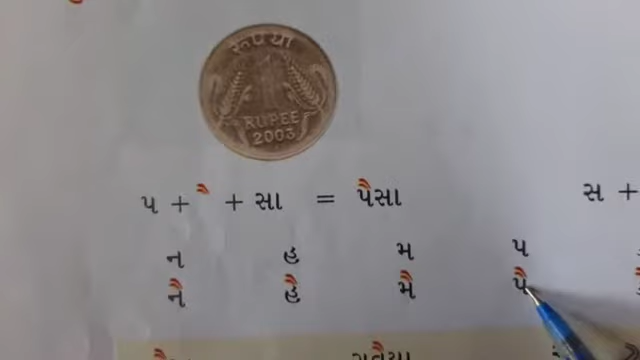 रुपया
1
RUPEE
2003
પ + ૈ + સા = પૈસા
સ +
ન હ મ પ
નૈ હૈ મૈ પૈ